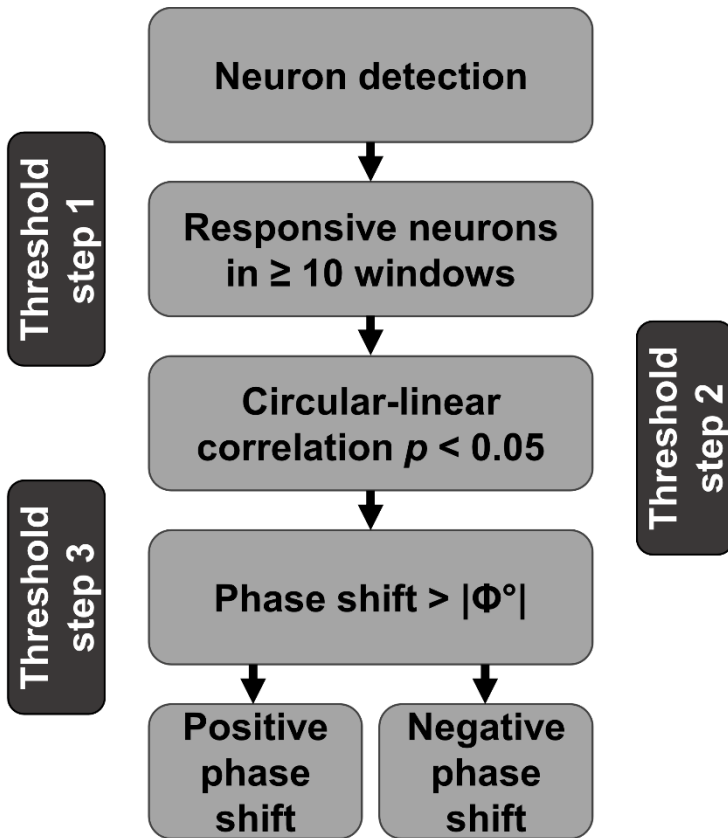 Neuron detection
Threshold
step 1
Responsive neurons
in ≥ 10 windows
Circular-linear
correlation p < 0.05
Threshold
step 2
Threshold
step 3
Phase shift > |Φ°|
Positive
phase
shift
Negative
phase
shift